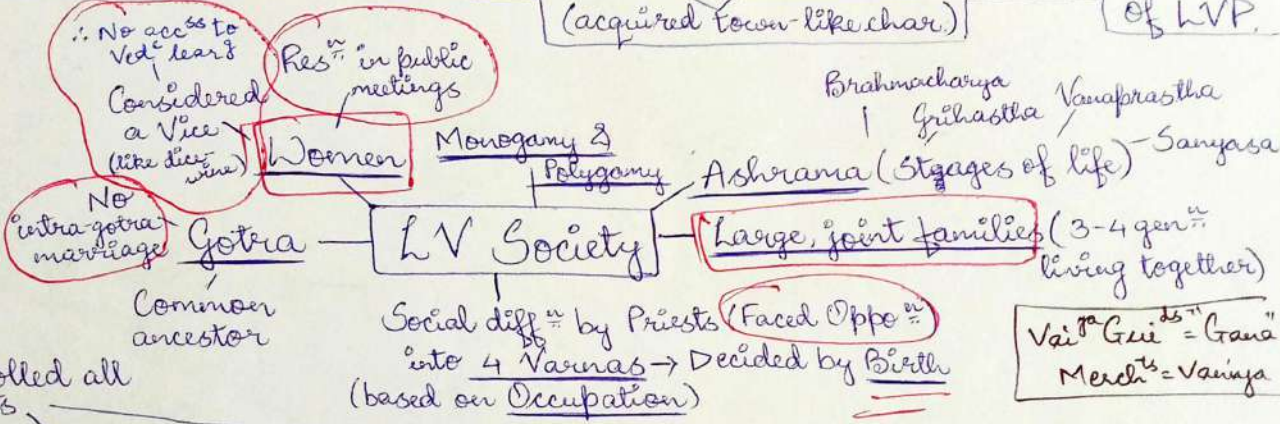 (acquired town-like char.)
of LVP.
∴ No acc^ss to
Ved^c lear^g
Considered
a Vice
(like dice-
wine)
Res^n in public
meetings
Women
Monogamy &
Polygamy
Brahmacharya
Grihastha
Vanaprastha
Sanyasa
Ashrama (Stages of life)
No
intra-gotra
marriage
Gotra
Common
ancestor
LV Society
Large, joint families (3-4 gen^n
living together)
Social diff^n by Priests (Faced Oppo^n)
into 4 Varnas → Decided by Birth
(based on Occupation)
Vai^ya Gui^ds = "Gana"
Merch^ts = Vaniya
olled all